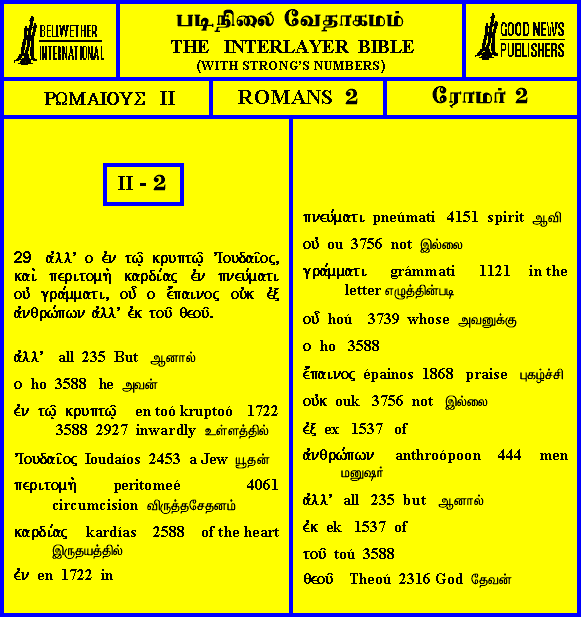 BELLWETHER
INTERNATIONAL
படிநிலை வேதாகமம்
THE INTERLAYER BIBLE
(WITH STRONG'S NUMBERS)
GOOD NEWS
PUBLISHERS
ΡΩΜΑΙΟΥΣ II
ROMANS 2
ரோமர் 2
II - 2
29 ἀλλ' ο ἐν τῷ κρυπτῷ Ἰουδαῖος,
καὶ περιτομὴ καρδίας ἐν πνεύματι
οὐ γράμματι, οὗ ο ἔπαινος οὐκ ἐξ
ἀνθρώπων ἀλλ' ἐκ τοῦ θεοῦ.
ἀλλ' all 235 But ஆனால்
ο ho 3588 he அவன்
ἐν τῷ κρυπτῷ en toó kruptoó 1722
3588 2927 inwardly உள்ளத்தில்
Ἰουδαῖος Ioudaíos 2453 a Jew யூதன்
περιτομὴ peritomeé 4061
circumcision விருத்தசேதனம்
καρδίας kardías 2588 of the heart
இருதயத்தில்
ἐν en 1722 in
πνεύματι pneúmati 4151 spirit ஆவி
οὐ ou 3756 not இல்லை
γράμματι grámmati 1121 in the
letter எழுத்தின்படி
οὗ hoú 3739 whose அவனுக்கு
ο ho 3588
ἔπαινος épainos 1868 praise புகழ்ச்சி
οὐκ ouk 3756 not இல்லை
ἐξ ex 1537 of
ἀνθρώπων anthroópoon 444 men
மனுஷர்
ἀλλ' all 235 but ஆனால்
ἐκ ek 1537 of
τοῦ toú 3588
θεοῦ Theoú 2316 God தேவன்